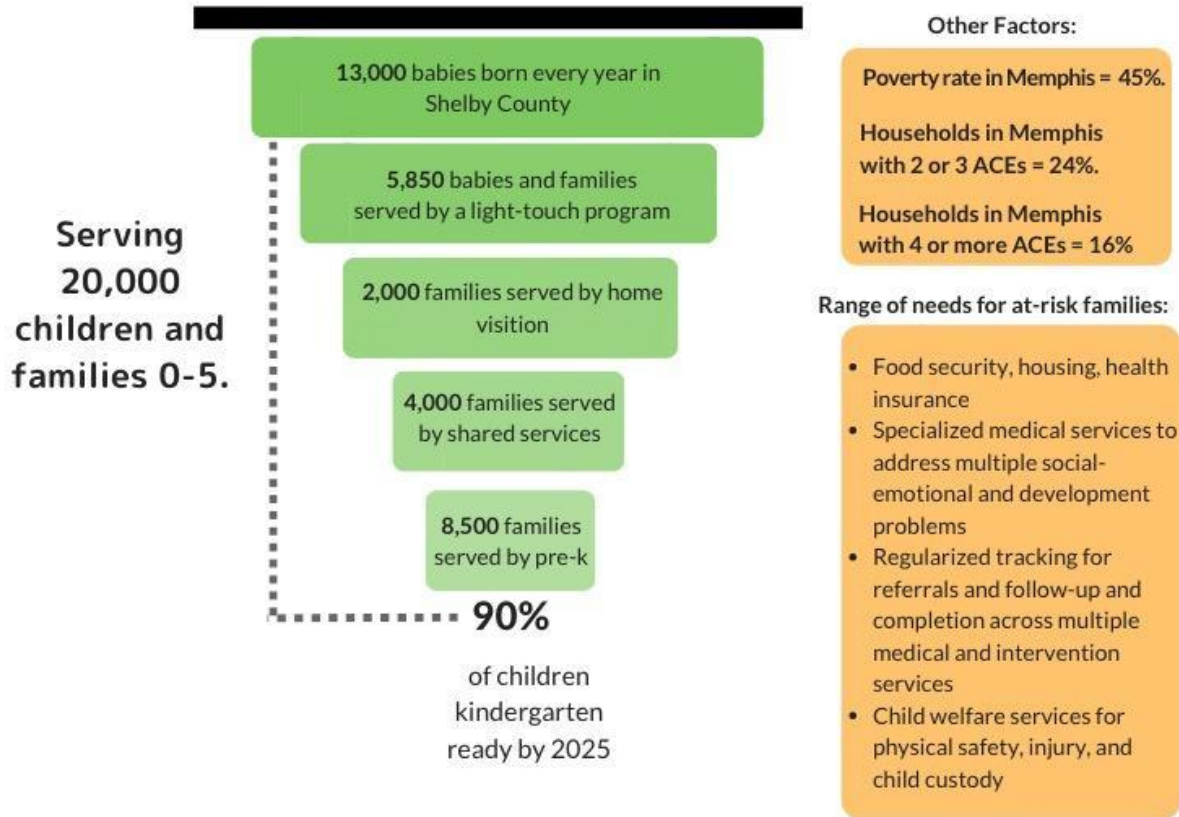 13,000 babies born every year in
Shelby County
5,850 babies and families
served by a light-touch program
2,000 families served by home
visition
4,000 families served
by shared services
8,500 families
served by pre-k
90%
of children
kindergarten
ready by 2025
Serving
20,000
children and
families 0-5.
Other Factors:
Poverty rate in Memphis = 45%.
Households in Memphis
with 2 or 3 ACEs = 24%.
Households in Memphis
with 4 or more ACEs = 16%
Range of needs for at-risk families:
• Food security, housing, health
insurance
• Specialized medical services to
address multiple social-
emotional and development
problems
• Regularized tracking for
referrals and follow-up and
completion across multiple
medical and intervention
services
• Child welfare services for
physical safety, injury, and
child custody